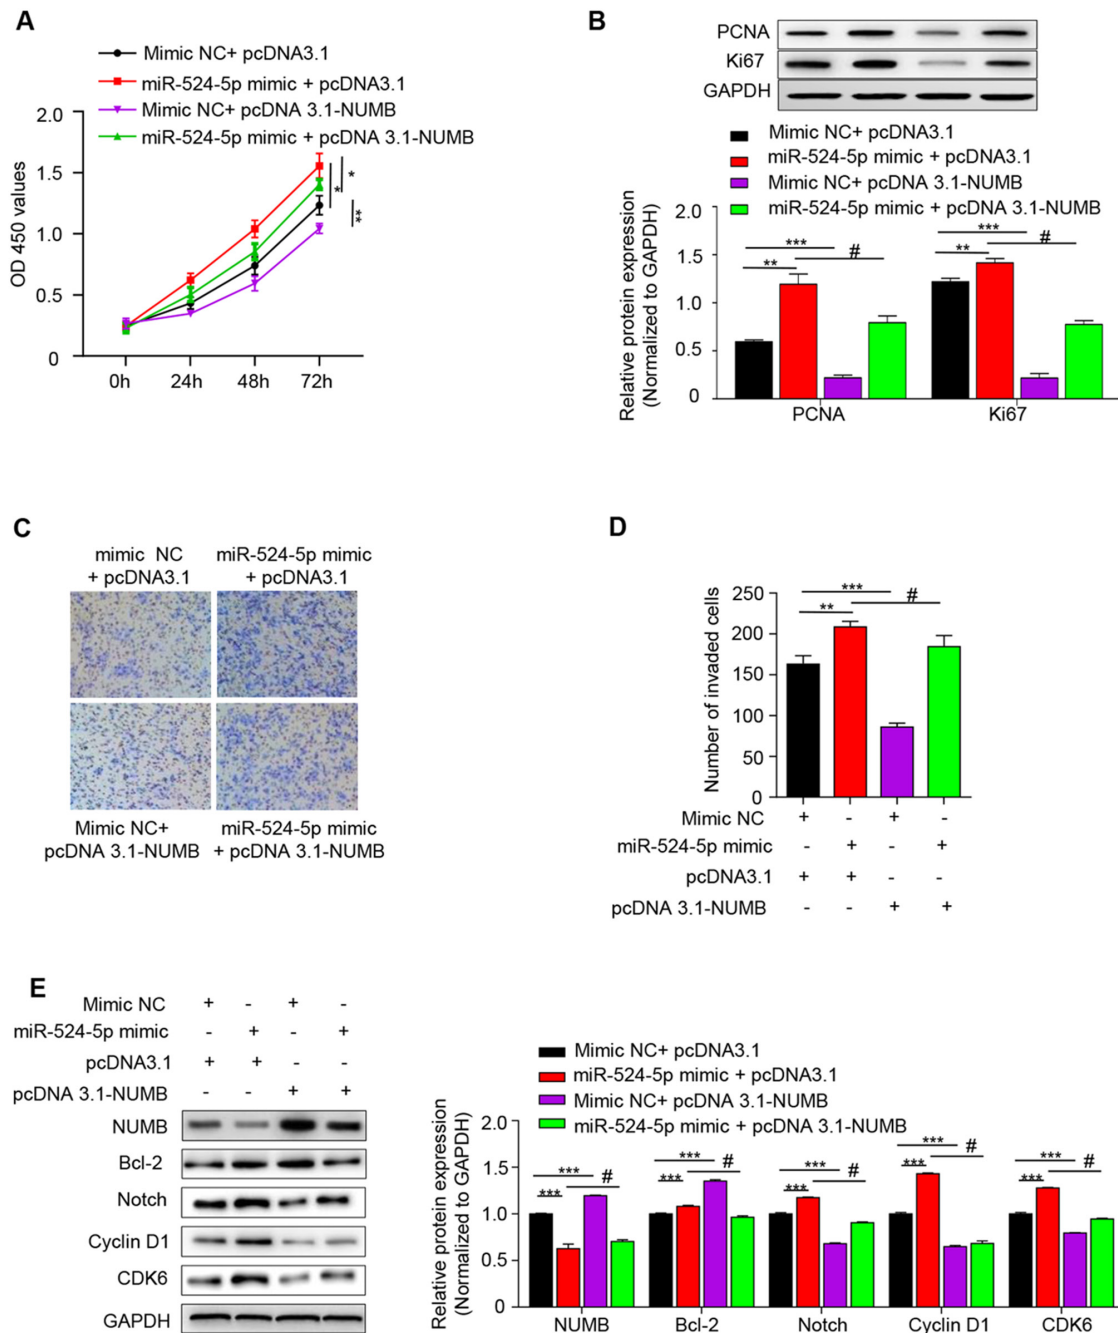 A
Mimic NC+ pcDNA3.1
miR-524-5p mimic + pcDNA3.1
Mimic NC+ pcDNA 3.1-NUMB
miR-524-5p mimic + pcDNA 3.1-NUMB
OD 450 values
2.0
1.5
1.0
0.5
0
0h 24h 48h 72h
*
*
**
B
PCNA
Ki67
GAPDH
Mimic NC+ pcDNA3.1
miR-524-5p mimic + pcDNA3.1
Mimic NC+ pcDNA 3.1-NUMB
miR-524-5p mimic + pcDNA 3.1-NUMB
Relative protein expression
(Normalized to GAPDH)
2.0
1.5
1.0
0.5
0
*** ** #
*** ** #
PCNA Ki67
C
mimic NC
+ pcDNA3.1
miR-524-5p mimic
+ pcDNA3.1
Mimic NC+
pcDNA 3.1-NUMB
miR-524-5p mimic
+ pcDNA 3.1-NUMB
D
Number of invaded cells
250
200
150
100
50
0
*** ** #
Mimic NC + - + -
miR-524-5p mimic - + - +
pcDNA3.1 + + - -
pcDNA 3.1-NUMB - - + +
E
Mimic NC + - + -
miR-524-5p mimic - + - +
pcDNA3.1 + + - -
pcDNA 3.1-NUMB - - + +
NUMB
Bcl-2
Notch
Cyclin D1
CDK6
GAPDH
Mimic NC+ pcDNA3.1
miR-524-5p mimic + pcDNA3.1
Mimic NC+ pcDNA 3.1-NUMB
miR-524-5p mimic + pcDNA 3.1-NUMB
Relative protein expression
(Normalized to GAPDH)
2.0
1.5
1.0
0.5
0
*** *** #
*** *** #
*** *** #
*** *** #
*** *** #
NUMB Bcl-2 Notch Cyclin D1 CDK6